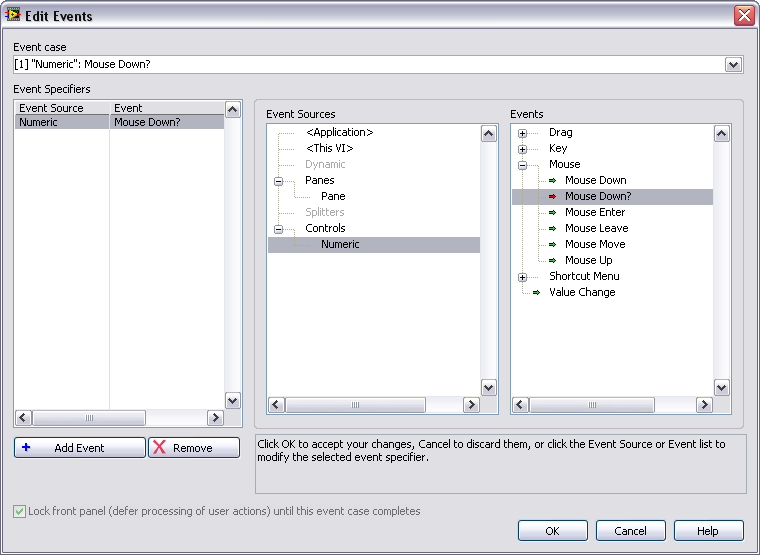 Edit Events
Event case
[1] "Numeric": Mouse Down?
Event Specifiers
Event Source Event
Numeric Mouse Down?
Add Event
Remove
Event Sources
<Application>
<This VI>
Dynamic
Panes
Pane
Splitters
Controls
Numeric
Events
Drag
Key
Mouse
Mouse Down
Mouse Down?
Mouse Enter
Mouse Leave
Mouse Move
Mouse Up
Shortcut Menu
Value Change
Click OK to accept your changes, Cancel to discard them, or click the Event Source or Event list to
modify the selected event specifier.
Lock front panel (defer processing of user actions) until this event case completes
OK
Cancel
Help